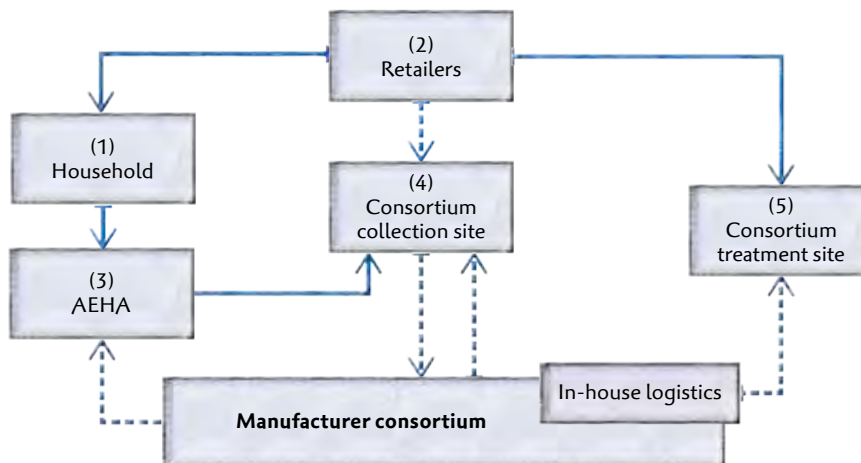 (2)
Retailers
(1)
Household
(4)
Consortium
collection site
(5)
Consortium
treatment site
(3)
AEHA
In-house logistics
Manufacturer consortium